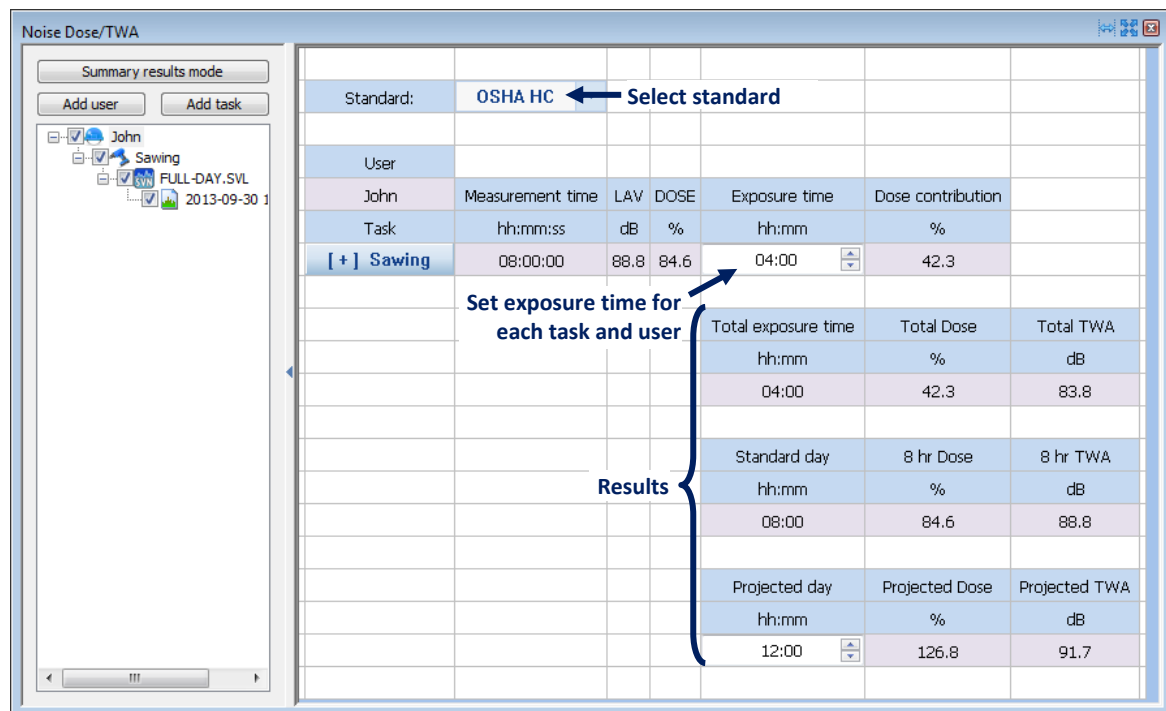 Noise Dose/TWA
Summary results mode
Add user Add task
John
Sawing
SVN FULL-DAY.SVL
2013-09-30 1
Standard: OSHA HC Select standard
User
John Measurement time LAV DOSE Exposure time Dose contribution
Task hh:mm:ss dB % hh:mm %
[+] Sawing 08:00:00 88.8 84.6 04:00 42.3
Set exposure time for
each task and user
Total exposure time Total Dose Total TWA
hh:mm % dB
04:00 42.3 83.8
Standard day 8 hr Dose 8 hr TWA
Results hh:mm % dB
08:00 84.6 88.8
Projected day Projected Dose Projected TWA
hh:mm % dB
12:00 126.8 91.7